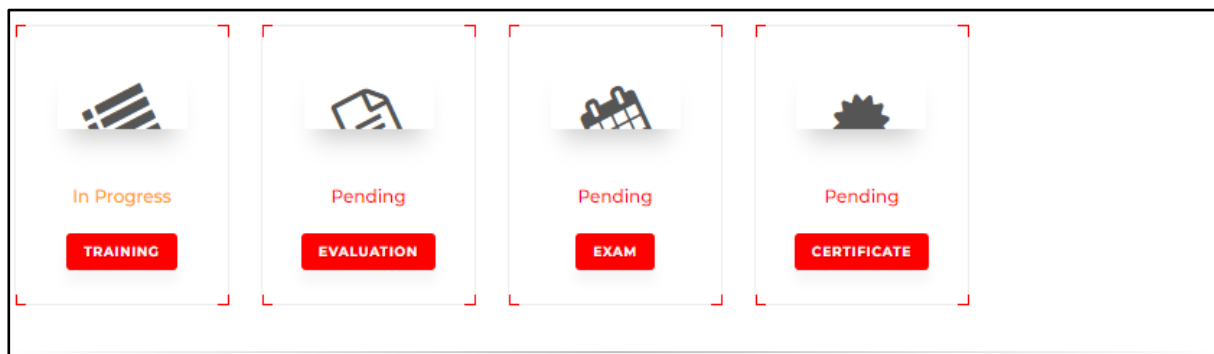 In Progress
Pending
Pending
Pending
TRAINING
EVALUATION
EXAM
CERTIFICATE